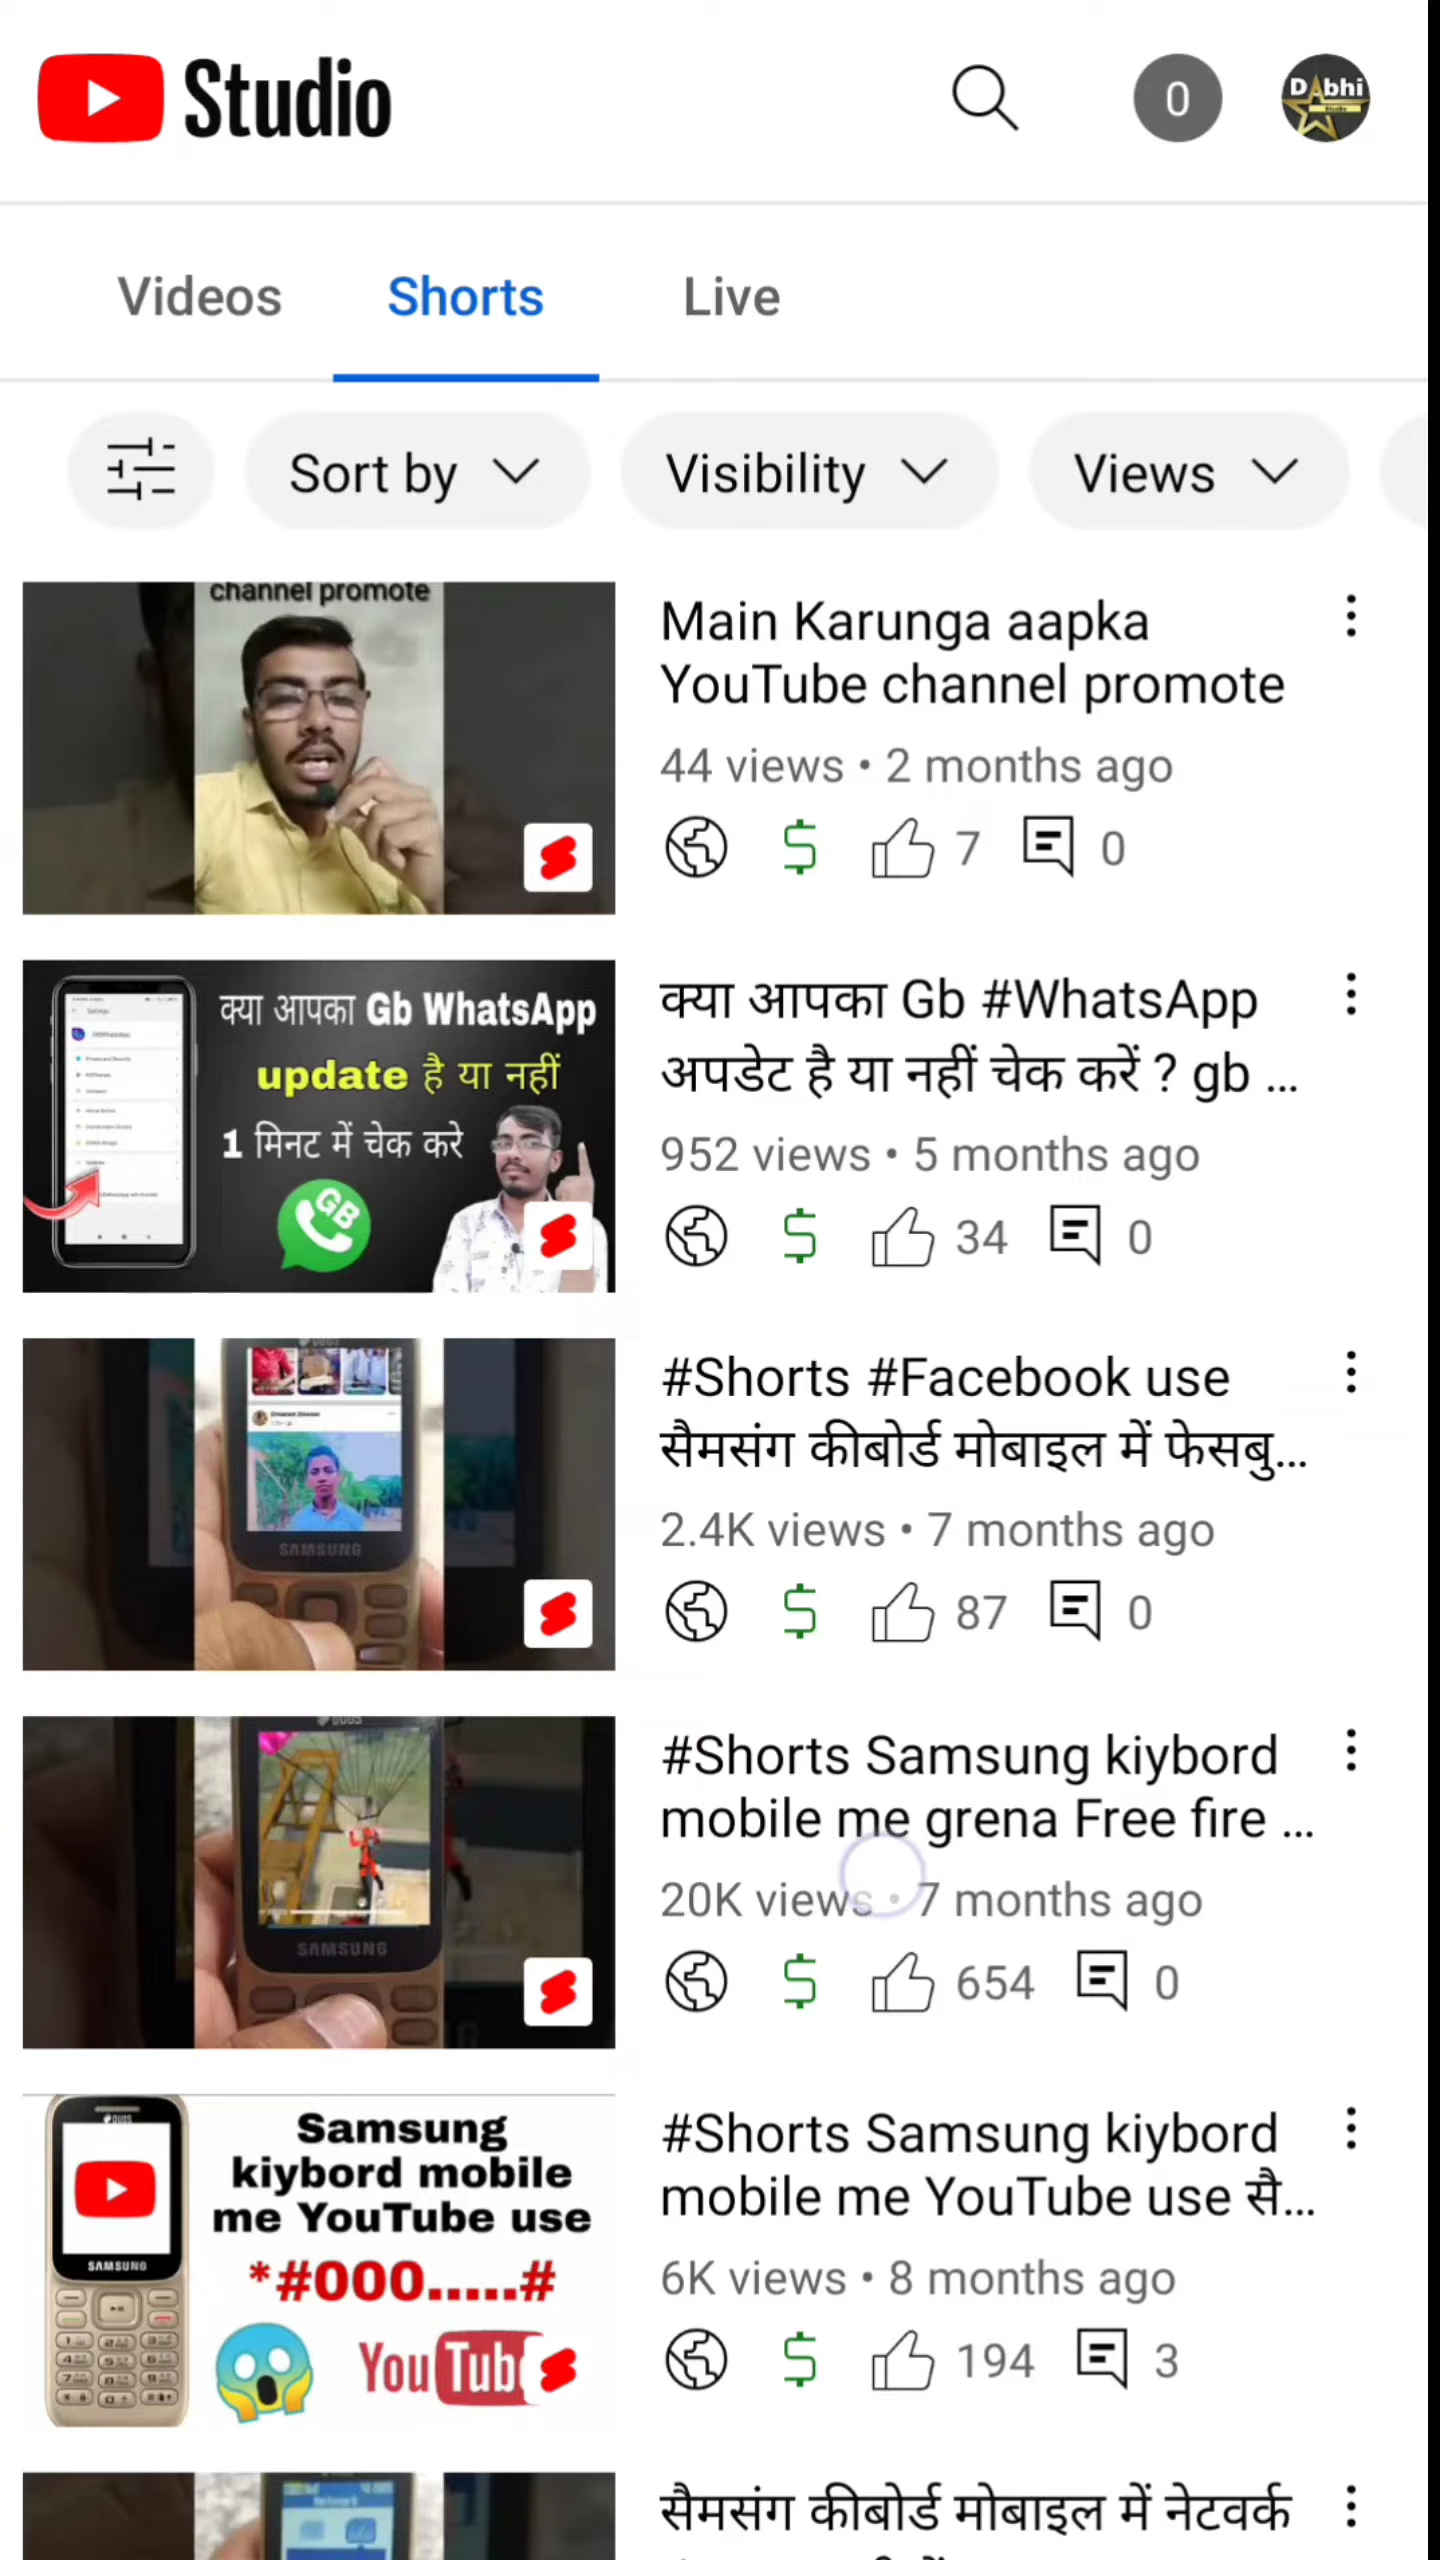 Studio
0
Dabhi
Videos
Shorts
Live
Sort by
Visibility
Views
channel promote
Main Karunga aapka
YouTube channel promote
44 views • 2 months ago
7
0
क्या आपका Gb WhatsApp
update है या नहीं
1 मिनट में चेक करे
GB
क्या आपका Gb #WhatsApp
अपडेट है या नहीं चेक करें ? gb ...
952 views • 5 months ago
34
0
SAMSUNG
#Shorts #Facebook use
सैमसंग कीबोर्ड मोबाइल में फेसबु...
2.4K views • 7 months ago
87
0
SAMSUNG
#Shorts Samsung kiybord
mobile me grena Free fire ...
20K views • 7 months ago
654
0
DUOS
SAMSUNG
Samsung
kiybord mobile
me YouTube use
*#000.....#
YouTub
#Shorts Samsung kiybord
mobile me YouTube use सै...
6K views • 8 months ago
194
3
सैमसंग कीबोर्ड मोबाइल में नेटवर्क